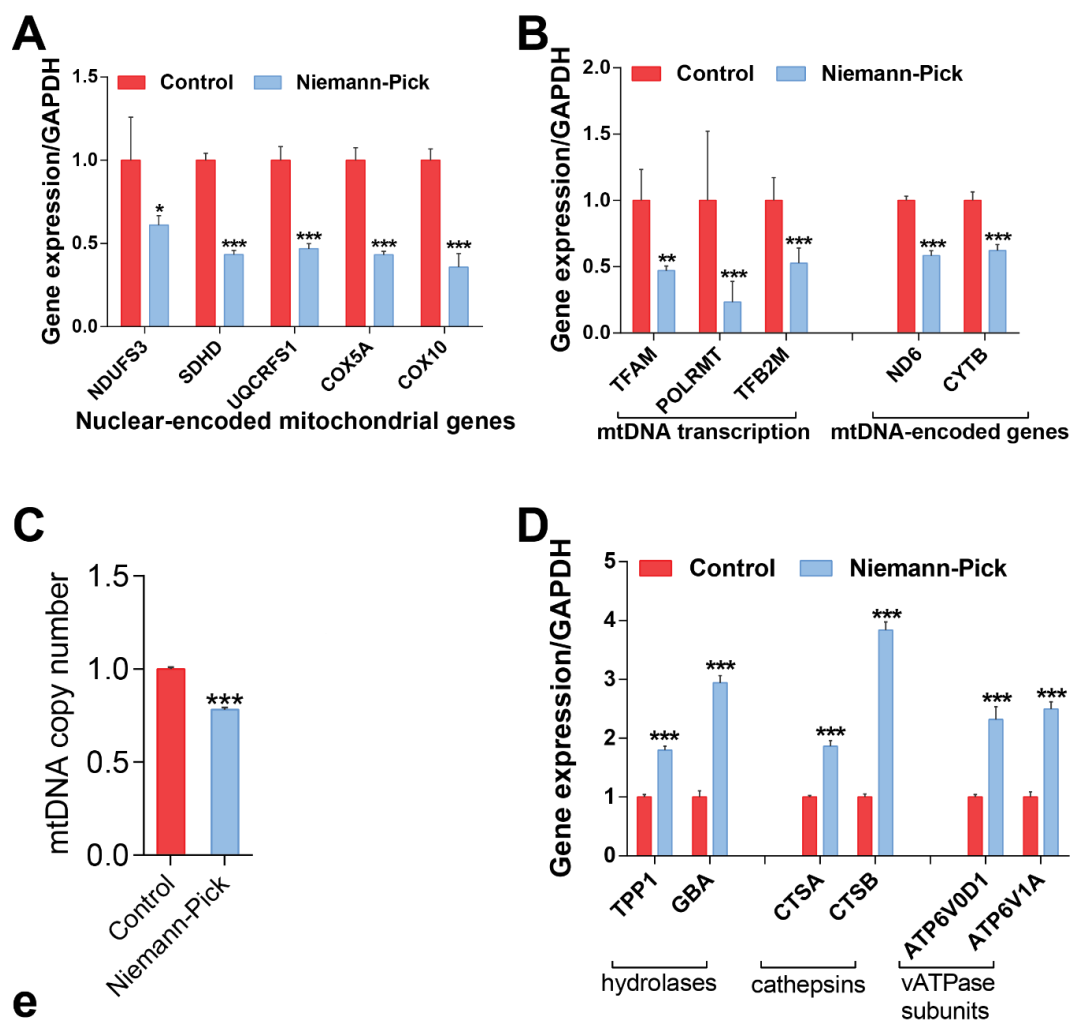 A
Gene expression/GAPDH
Control Niemann-Pick
1.5
1.0
0.5
0.0
* *** *** *** ***
NDUFS3 SDHD UQCRFS1 COX5A COX10
Nuclear-encoded mitochondrial genes
B
Gene expression/GAPDH
Control Niemann-Pick
2.0
1.5
1.0
0.5
0.0
** *** *** *** ***
TFAM POLRMT TFB2M ND6 CYTB
mtDNA transcription mtDNA-encoded genes
C
mtDNA copy number
1.5
1.0
0.5
0.0
***
Control Niemann-Pick
D
Gene expression/GAPDH
Control Niemann-Pick
5
4
3
2
1
0
*** *** *** *** *** ***
TPP1 GBA CTSA CTSB ATP6V0D1 ATP6V1A
hydrolases cathepsins vATPase
subunits
e